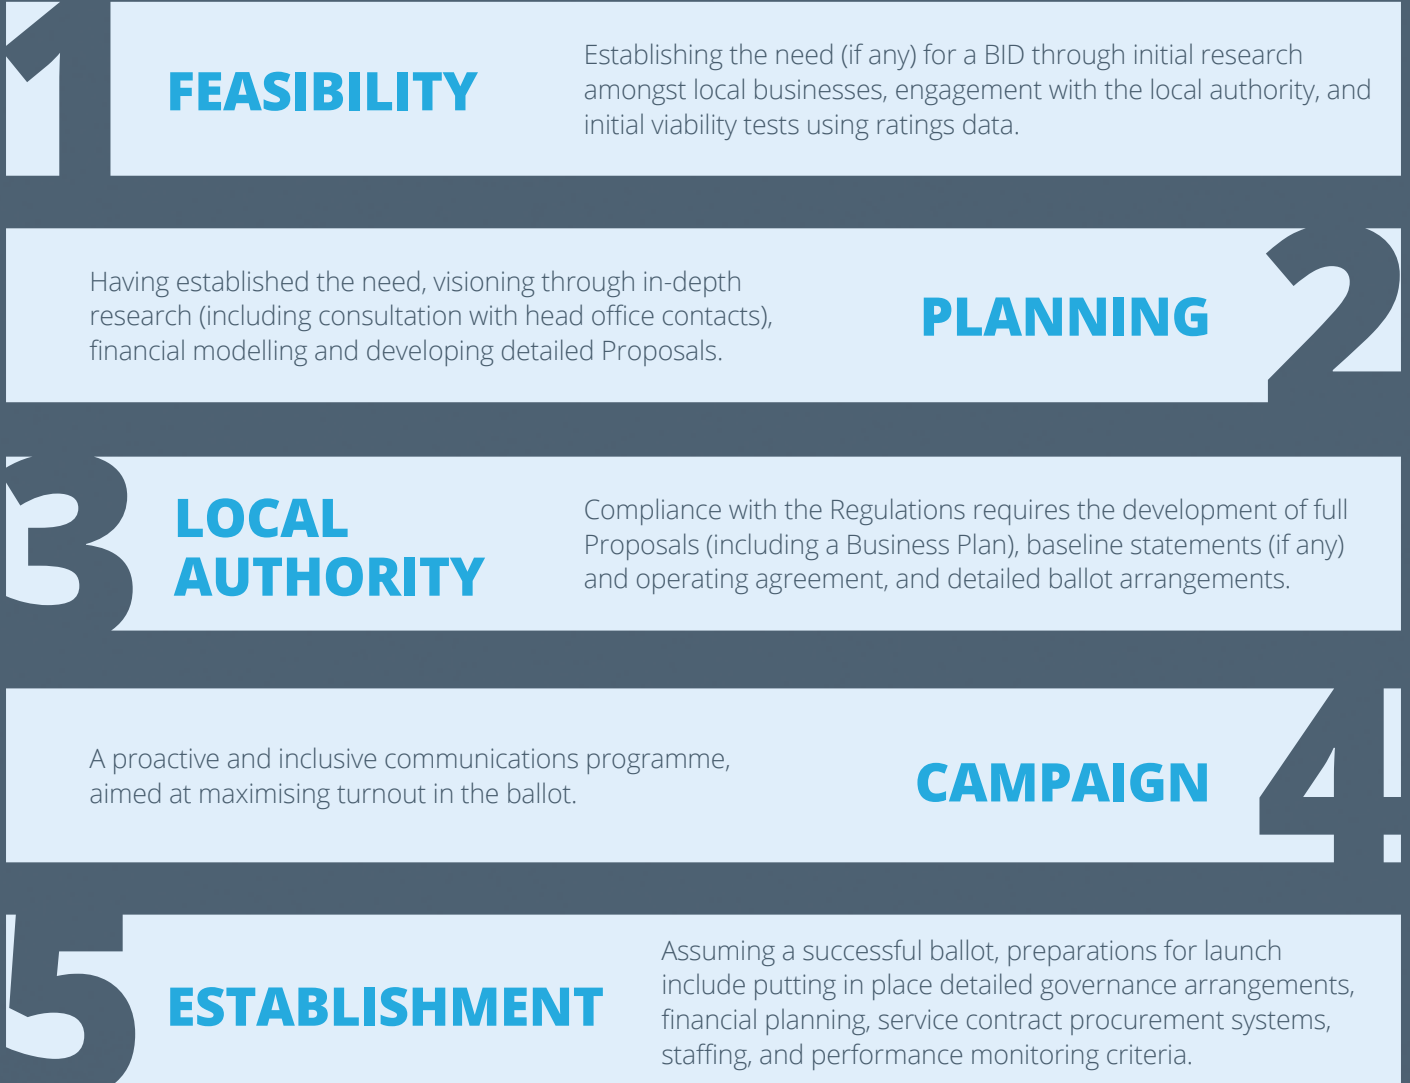 1
FEASIBILITY
Establishing the need (if any) for a BID through initial research
amongst local businesses, engagement with the local authority, and
initial viability tests using ratings data.
Having established the need, visioning through in-depth
research (including consultation with head office contacts),
financial modelling and developing detailed Proposals.
PLANNING
2
3
LOCAL
AUTHORITY
Compliance with the Regulations requires the development of full
Proposals (including a Business Plan), baseline statements (if any)
and operating agreement, and detailed ballot arrangements.
A proactive and inclusive communications programme,
aimed at maximising turnout in the ballot.
CAMPAIGN
4
5
ESTABLISHMENT
Assuming a successful ballot, preparations for launch
include putting in place detailed governance arrangements,
financial planning, service contract procurement systems,
staffing, and performance monitoring criteria.